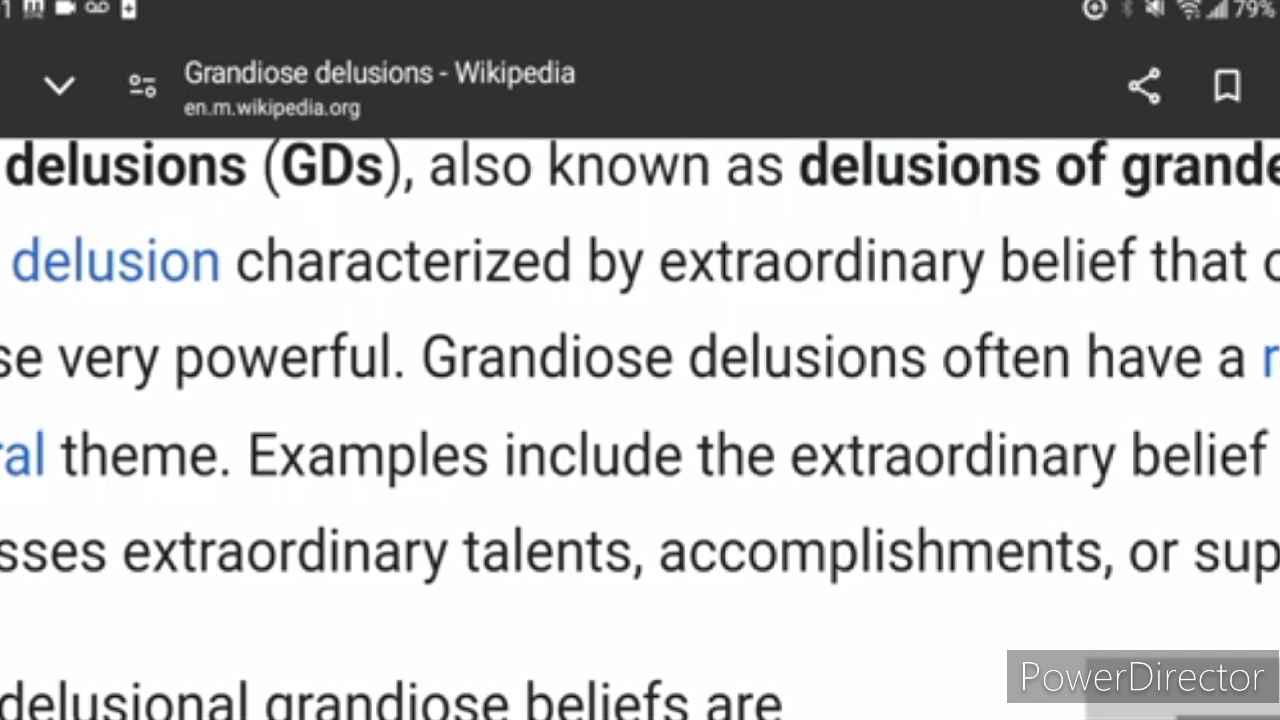 79%
Grandiose delusions - Wikipedia
en.m.wikipedia.org
delusions (GDs), also known as delusions of grande
delusion characterized by extraordinary belief that
se very powerful. Grandiose delusions often have a r
ral theme. Examples include the extraordinary belief
sses extraordinary talents, accomplishments, or sup
delusional grandiose beliefs are
PowerDirector